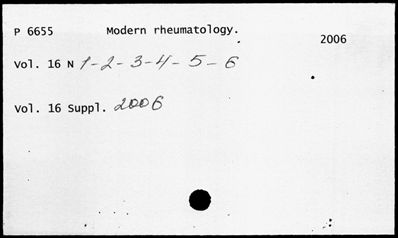 P 6655 Modern rheumatology.
2006
Vol. 16 N 1-2-3-4-5-6
Vol. 16 Suppl. 2006